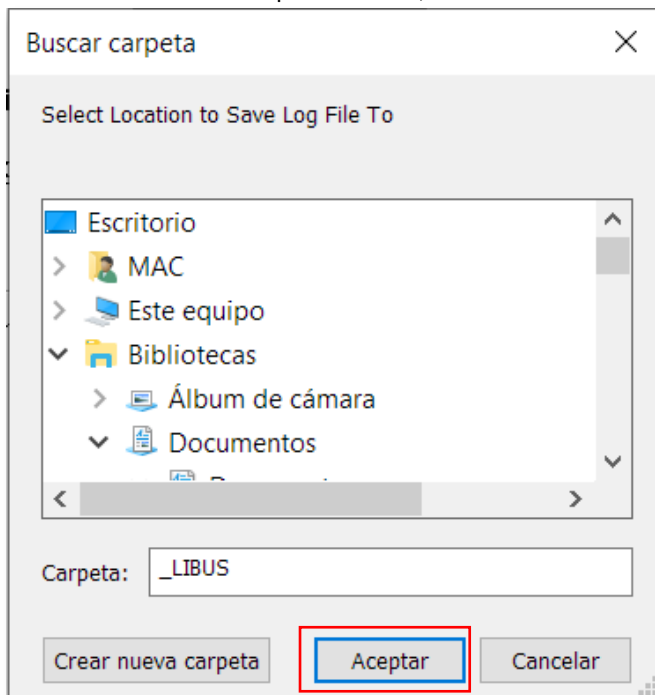 Buscar carpeta
Select Location to Save Log File To
Escritorio
MAC
Este equipo
Bibliotecas
Álbum de cámara
Documentos
Carpeta: _LIBUS
Crear nueva carpeta Aceptar Cancelar